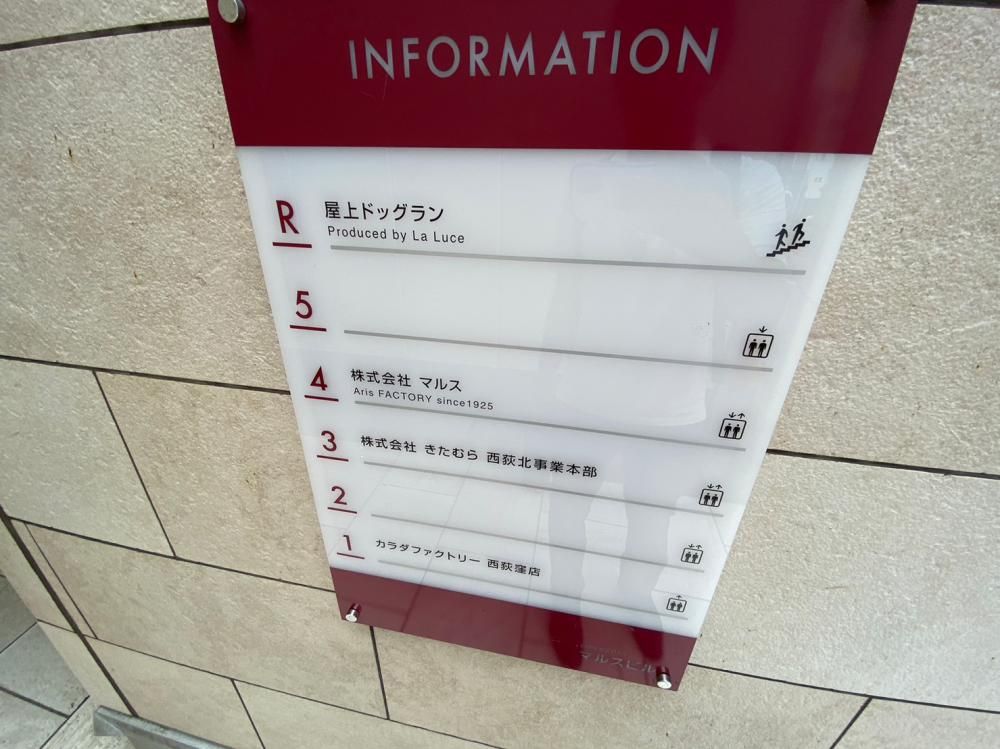 INFORMATION
R 屋上ドッグラン
Produced by La Luce
5
4 株式会社 マルス
Aris FACTORY since1925
3 株式会社 きたむら 西荻北事業本部
2
1 カラダファクトリー 西荻窪店
マルスビル